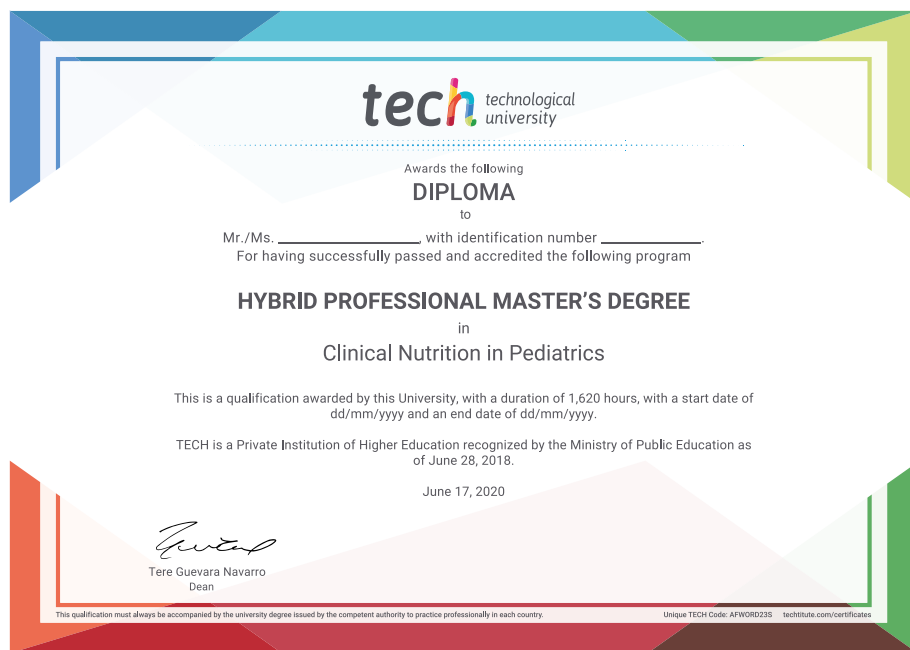 tech technological
university
Awards the following
DIPLOMA
to
Mr./Ms. ____________________, with identification number ______________.
For having successfully passed and accredited the following program
HYBRID PROFESSIONAL MASTER'S DEGREE
in
Clinical Nutrition in Pediatrics
This is a qualification awarded by this University, with a duration of 1,620 hours, with a start date of
dd/mm/yyyy and an end date of dd/mm/yyyy.
TECH is a Private Institution of Higher Education recognized by the Ministry of Public Education as
of June 28, 2018.
June 17, 2020
Tere Guevara Navarro
Dean
This qualification must always be accompanied by the university degree issued by the competent authority to practice professionally in each country. Unique TECH Code: AFWORD23S techtitute.com/certificates